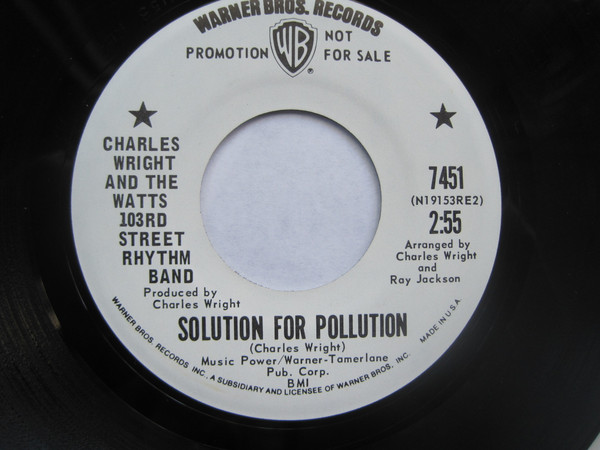 WARNER BROS. RECORDS
PROMOTION NOT
FOR SALE
WB
®
CHARLES
WRIGHT
AND THE
WATTS
103RD
STREET
RHYTHM
BAND
Produced by
Charles Wright
7451
(N19153RE2)
2:55
Arranged by
Charles Wright
and
Ray Jackson
SOLUTION FOR POLLUTION
(Charles Wright)
Music Power/Warner-Tamerlane
Pub. Corp.
BMI
WARNER BROS. RECORDS INC., A SUBSIDIARY AND LICENSEE OF WARNER BROS. INC.
MADE IN U.S.A.